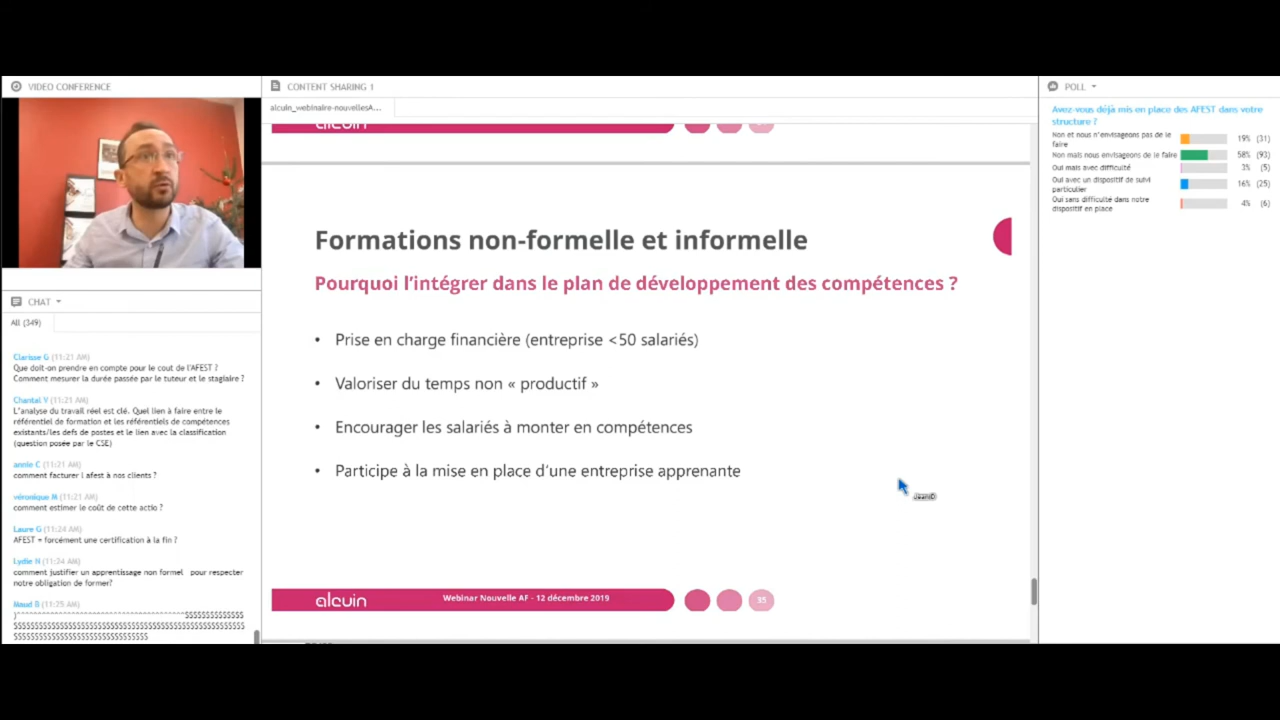 VIDEO CONFERENCE
CHAT
All (349)
Clarisse G (11:21 AM)
Que doit-on prendre en compte pour le cout de l'AFEST ?
Comment mesurer la durée passée par le tuteur et le stagiaire ?
Chantal V (11:21 AM)
L'analyse du travail réel est clé. Quel lien à faire entre le
référentiel de formation et les référentiels de compétences
existants/les defs de postes et le lien avec la classification
(question posée par le CSE)
annie C (11:21 AM)
comment facturer l afest à nos clients ?
véronique M (11:21 AM)
comment estimer le coût de cette actio ?
Laure G (11:24 AM)
AFEST = forcément une certification à la fin ?
Lydie N (11:24 AM)
comment justifier un apprentissage non formel pour respecter
notre obligation de former?
Maud B (11:25 AM)
CONTENT SHARING 1
alcuin_webinaire-nouvellesA...
alcuin
Formations non-formelle et informelle
Pourquoi l'intégrer dans le plan de développement des compétences ?
• Prise en charge financière (entreprise <50 salariés)
• Valoriser du temps non « productif »
• Encourager les salariés à monter en compétences
• Participe à la mise en place d'une entreprise apprenante
JeanD
alcuin Webinar Nouvelle AF - 12 décembre 2019 35
POLL
Avez-vous déjà mis en place des AFEST dans votre
structure ?
Non et nous n'envisageons pas de le
faire 19% (31)
Non mais nous envisageons de le faire 58% (93)
Oui mais avec difficulté 3% (5)
Oui avec un dispositif de suivi
particulier 16% (25)
Oui sans difficulté dans notre
dispositif en place 4% (6)